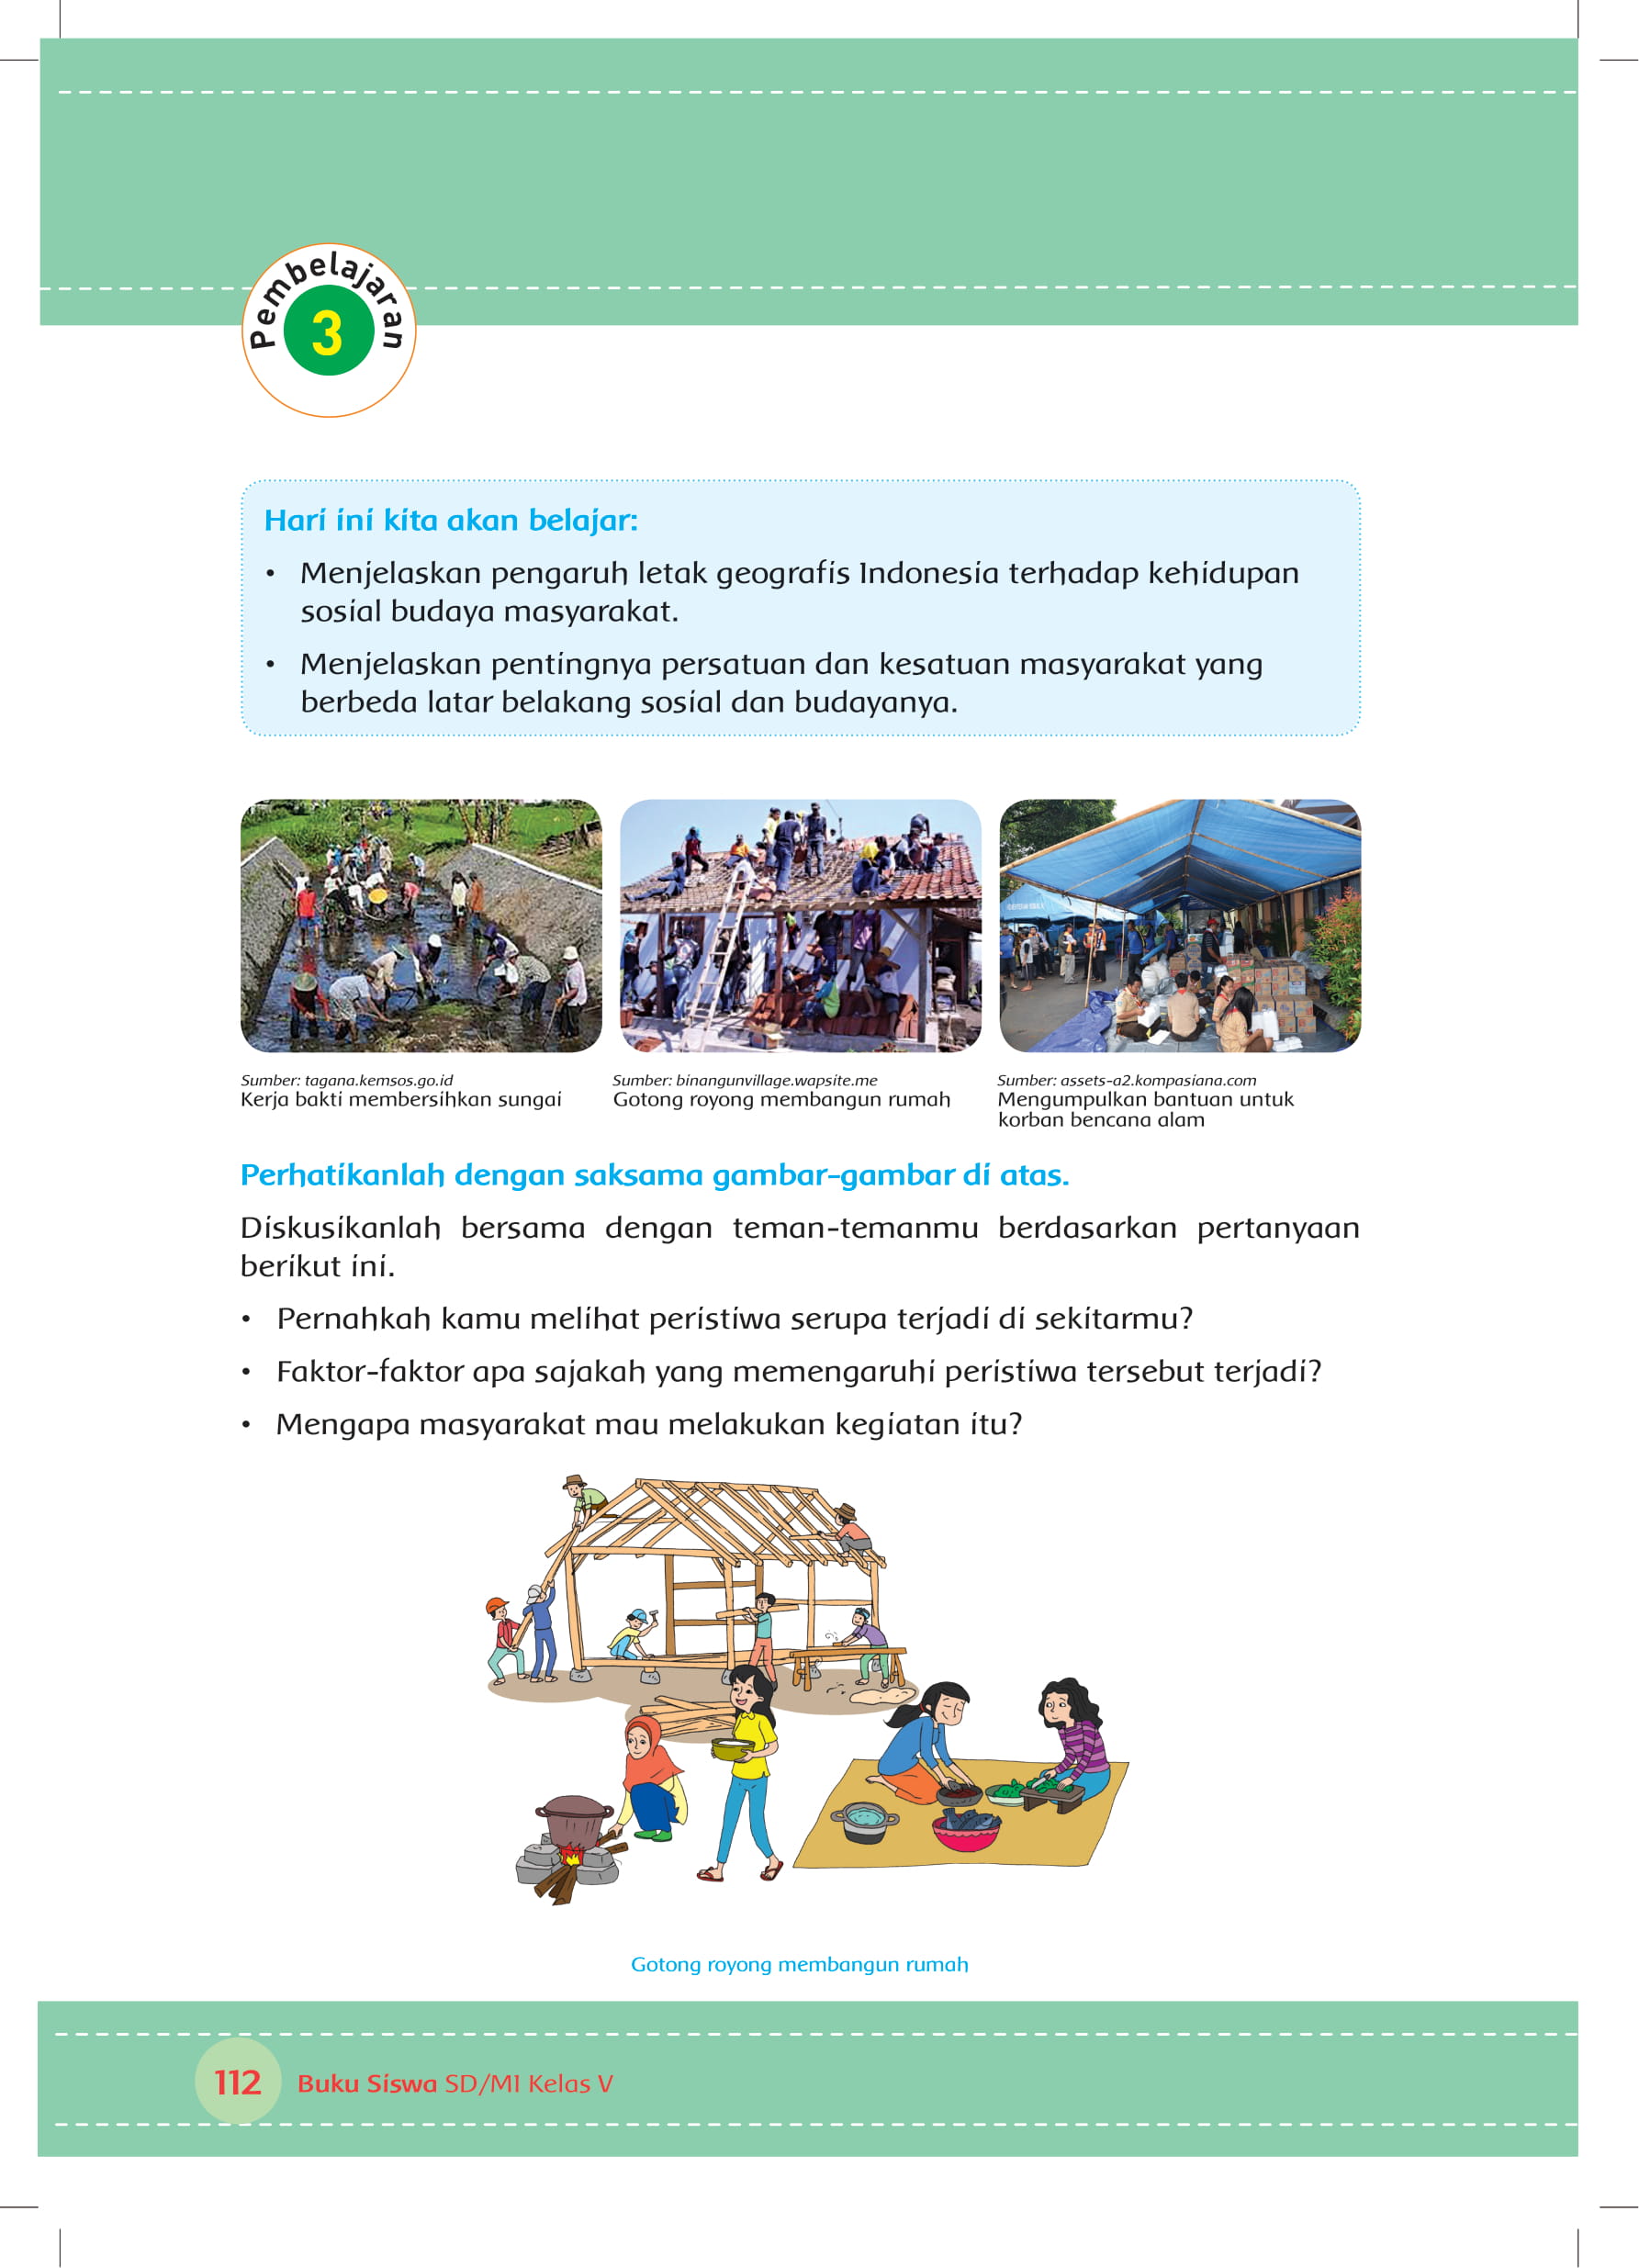 Pembelajaran
3
Hari ini kita akan belajar:
• Menjelaskan pengaruh letak geografis Indonesia terhadap kehidupan
sosial budaya masyarakat.
• Menjelaskan pentingnya persatuan dan kesatuan masyarakat yang
berbeda latar belakang sosial dan budayanya.
Sumber: tagana.kemsos.go.id
Kerja bakti membersihkan sungai
Sumber: binangunvillage.wapsite.me
Gotong royong membangun rumah
Sumber: assets-a2.kompasiana.com
Mengumpulkan bantuan untuk
korban bencana alam
Perhatikanlah dengan saksama gambar-gambar di atas.
Diskusikanlah bersama dengan teman-temanmu berdasarkan pertanyaan
berikut ini.
• Pernahkah kamu melihat peristiwa serupa terjadi di sekitarmu?
• Faktor-faktor apa sajakah yang memengaruhi peristiwa tersebut terjadi?
• Mengapa masyarakat mau melakukan kegiatan itu?
Gotong royong membangun rumah
112 Buku Siswa SD/MI Kelas V